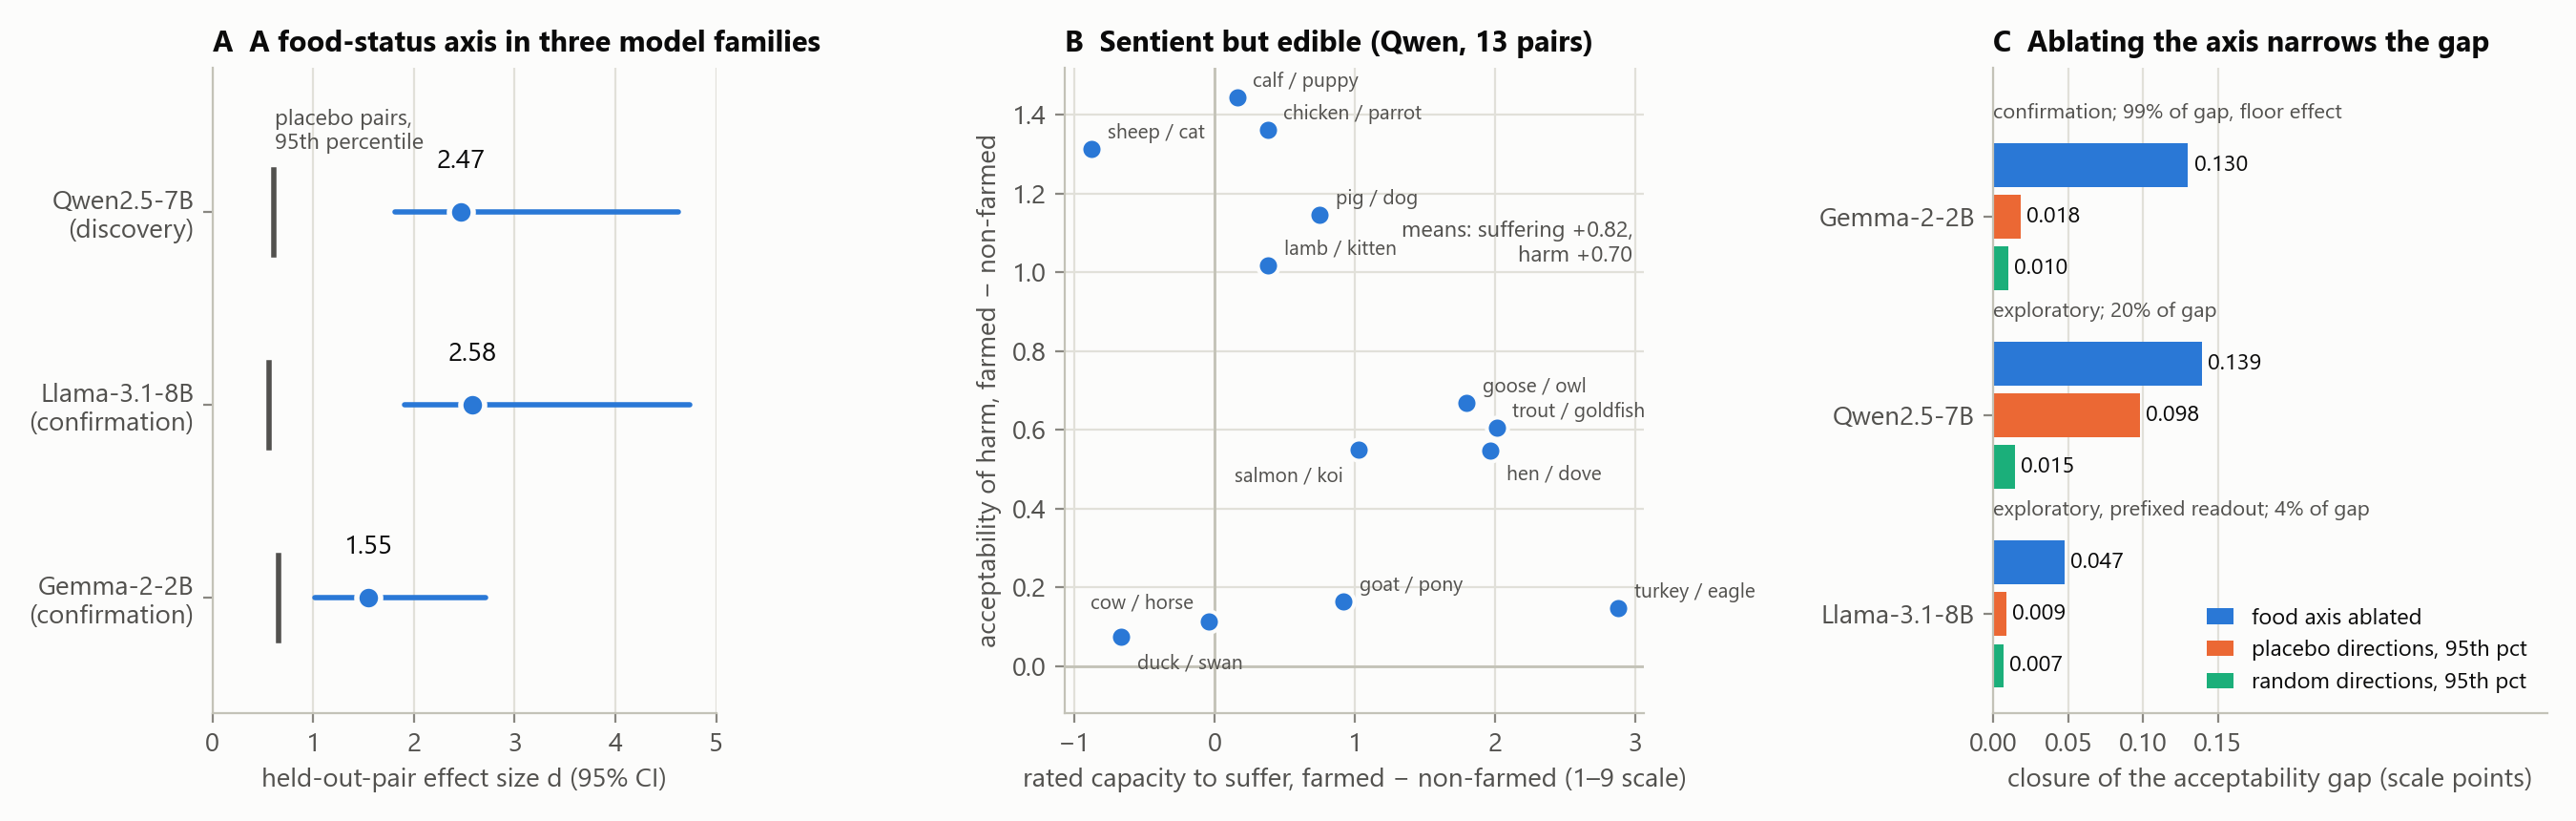 A A food-status axis in three model families
placebo pairs,
95th percentile
2.47
Qwen2.5-7B
(discovery)
2.58
Llama-3.1-8B
(confirmation)
1.55
Gemma-2-2B
(confirmation)
0 1 2 3 4 5
held-out-pair effect size d (95% CI)
B Sentient but edible (Qwen, 13 pairs)
acceptability of harm, farmed − non-farmed
1.4
1.2
1.0
0.8
0.6
0.4
0.2
0.0
calf / puppy
chicken / parrot
sheep / cat
pig / dog
means: suffering +0.82,
harm +0.70
lamb / kitten
goose / owl
trout / goldfish
salmon / koi
hen / dove
goat / pony
turkey / eagle
cow / horse
duck / swan
−1 0 1 2 3
rated capacity to suffer, farmed − non-farmed (1–9 scale)
C Ablating the axis narrows the gap
confirmation; 99% of gap, floor effect
0.130
Gemma-2-2B
0.018
0.010
exploratory; 20% of gap
0.139
Qwen2.5-7B
0.098
0.015
exploratory, prefixed readout; 4% of gap
0.047
Llama-3.1-8B
0.009
0.007
food axis ablated
placebo directions, 95th pct
random directions, 95th pct
0.00 0.05 0.10 0.15
closure of the acceptability gap (scale points)